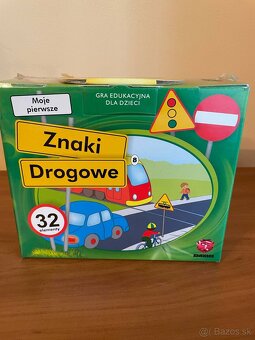 GRA EDUKACYJNA
DLA DZIECI
Moje
pierwsze
Znaki
Drogowe
32
elementy
© Bazos.sk